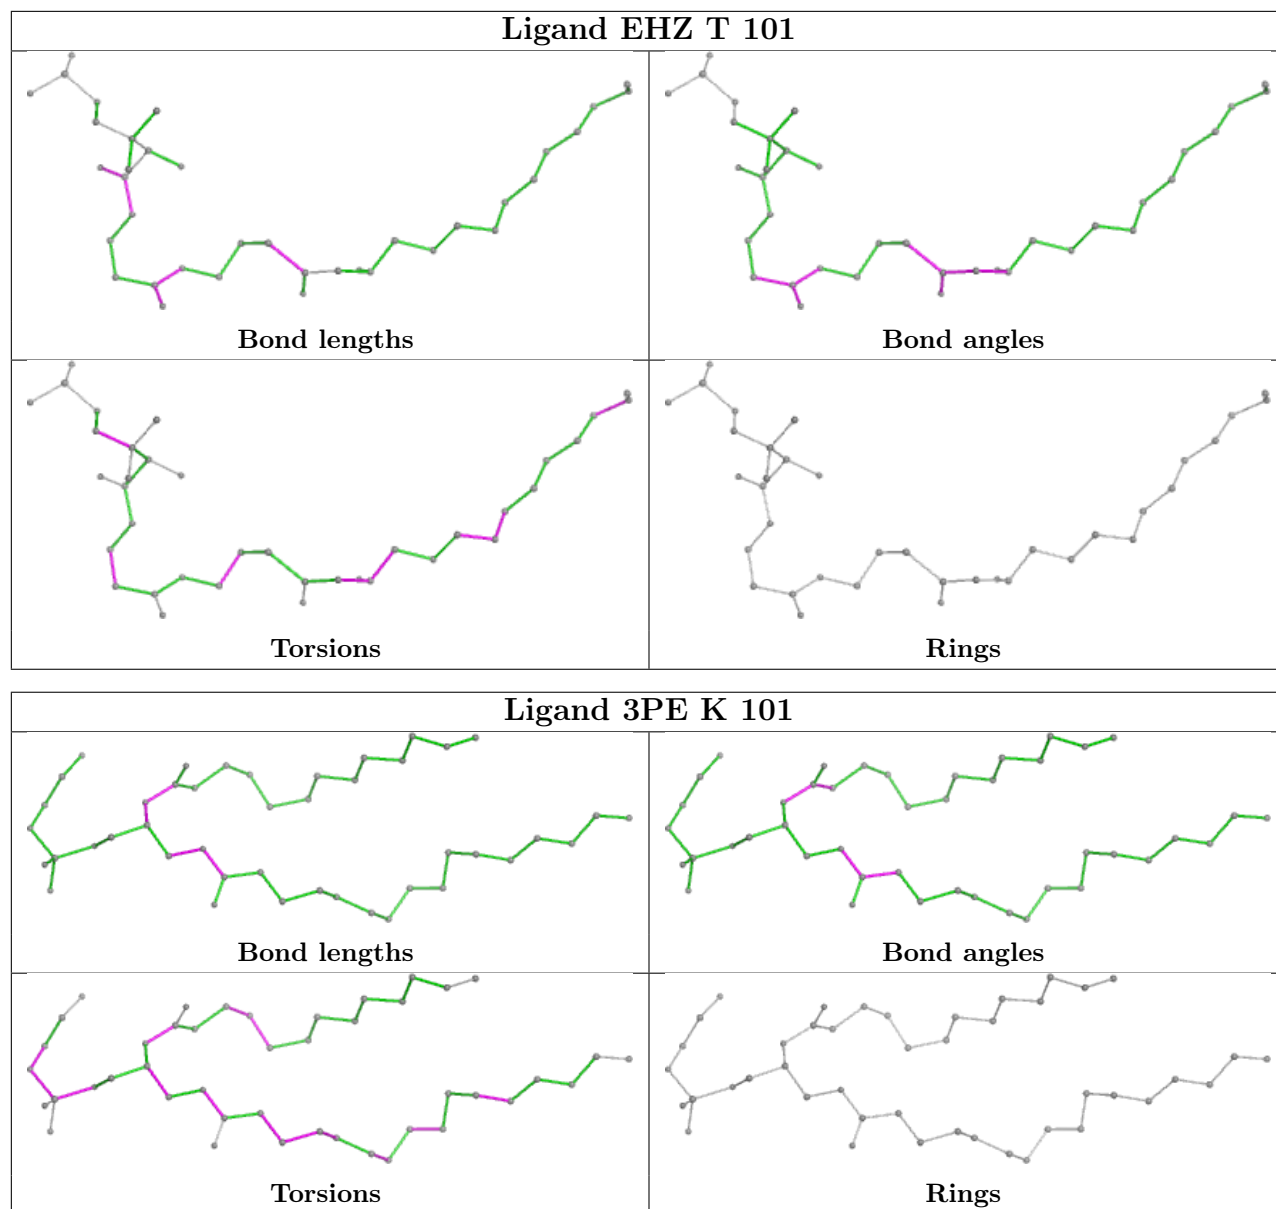 Ligand EHZ T 101
Bond lengths
Bond angles
Torsions
Rings
Ligand 3PE K 101
Bond lengths
Bond angles
Torsions
Rings